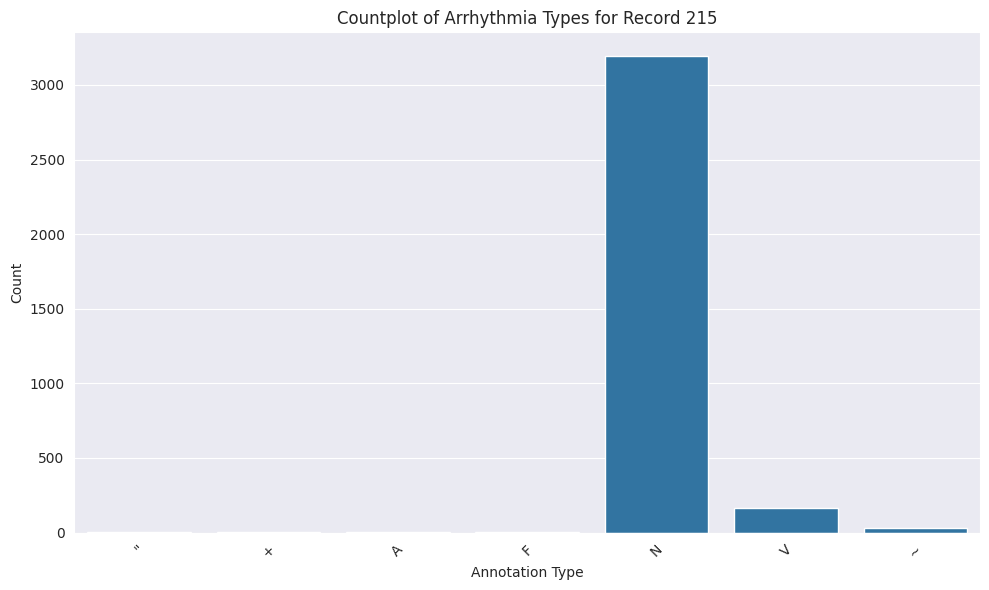 Countplot of Arrhythmia Types for Record 215
Count
3000
2500
2000
1500
1000
500
0
" + A F N V ~
Annotation Type